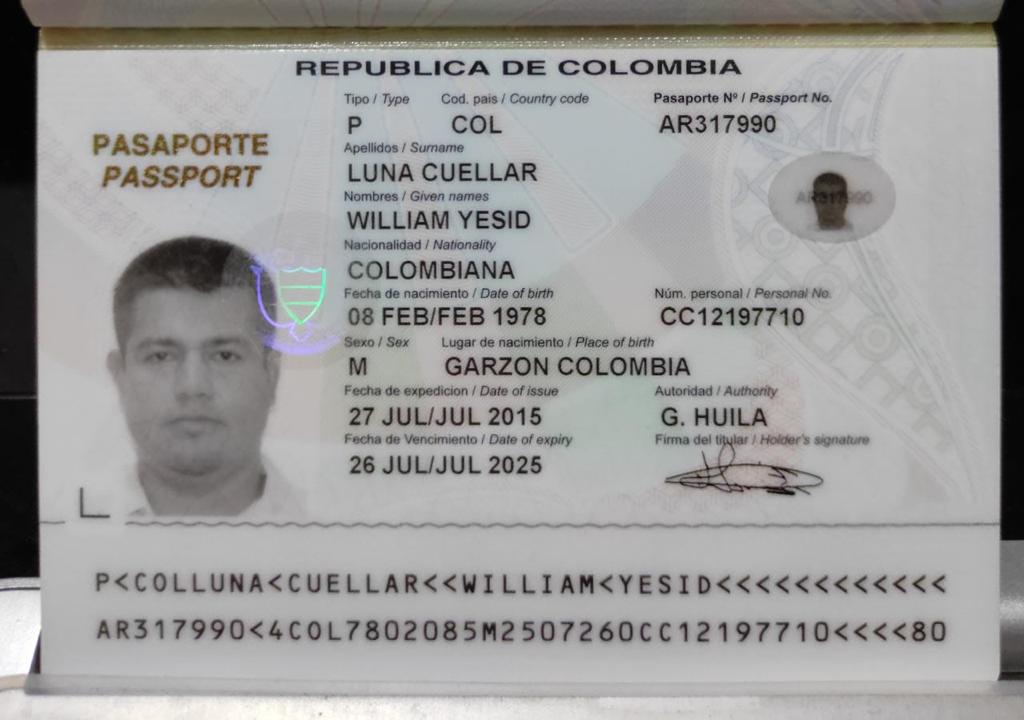 REPUBLICA DE COLOMBIA
PASAPORTE
PASSPORT
Tipo / Type Cod. pais / Country code Pasaporte Nº / Passport No.
P COL AR317990
Apellidos / Surname
LUNA CUELLAR
Nombres / Given names
WILLIAM YESID
AR317990
Nacionalidad / Nationality
COLOMBIANA
Fecha de nacimiento / Date of birth Núm. personal / Personal No.
08 FEB/FEB 1978 CC12197710
Sexo / Sex Lugar de nacimiento / Place of birth
M GARZON COLOMBIA
Fecha de expedicion / Date of issue Autoridad / Authority
27 JUL/JUL 2015 G. HUILA
Fecha de Vencimiento / Date of expiry Firma del titular / Holder's signature
26 JUL/JUL 2025
P<COLLUNA<CUELLAR<<WILLIAM<YESID<<<<<<<<<<<<
AR317990<4COL7802085M2507260CC12197710<<<<80